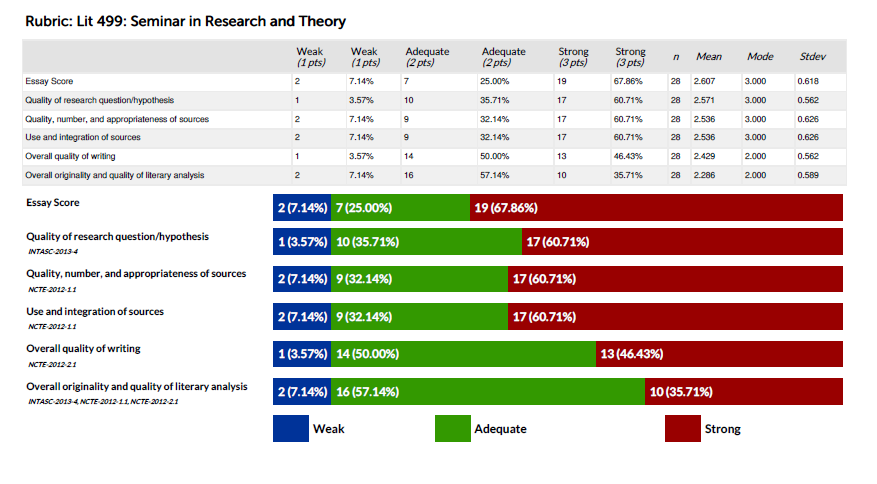 Rubric: Lit 499: Seminar in Research and Theory
Weak (1 pts) Weak (1 pts) Adequate (2 pts) Adequate (2 pts) Strong (3 pts) Strong (3 pts) n Mean Mode Stdev
Essay Score 2 7.14% 7 25.00% 19 67.86% 28 2.607 3.000 0.618
Quality of research question/hypothesis 1 3.57% 10 35.71% 17 60.71% 28 2.571 3.000 0.562
Quality, number, and appropriateness of sources 2 7.14% 9 32.14% 17 60.71% 28 2.536 3.000 0.626
Use and integration of sources 2 7.14% 9 32.14% 17 60.71% 28 2.536 3.000 0.626
Overall quality of writing 1 3.57% 14 50.00% 13 46.43% 28 2.429 2.000 0.562
Overall originality and quality of literary analysis 2 7.14% 16 57.14% 10 35.71% 28 2.286 2.000 0.589
Essay Score 2 (7.14%) 7 (25.00%) 19 (67.86%)
Quality of research question/hypothesis 1 (3.57%) 10 (35.71%) 17 (60.71%)
INTASC-2013-4
Quality, number, and appropriateness of sources 2 (7.14%) 9 (32.14%) 17 (60.71%)
NCTE-2012-1.1
Use and integration of sources 2 (7.14%) 9 (32.14%) 17 (60.71%)
NCTE-2012-1.1
Overall quality of writing 1 (3.57%) 14 (50.00%) 13 (46.43%)
NCTE-2012-2.1
Overall originality and quality of literary analysis 2 (7.14%) 16 (57.14%) 10 (35.71%)
INTASC-2013-4, NCTE-2012-1.1, NCTE-2012-2.1
Weak Adequate Strong